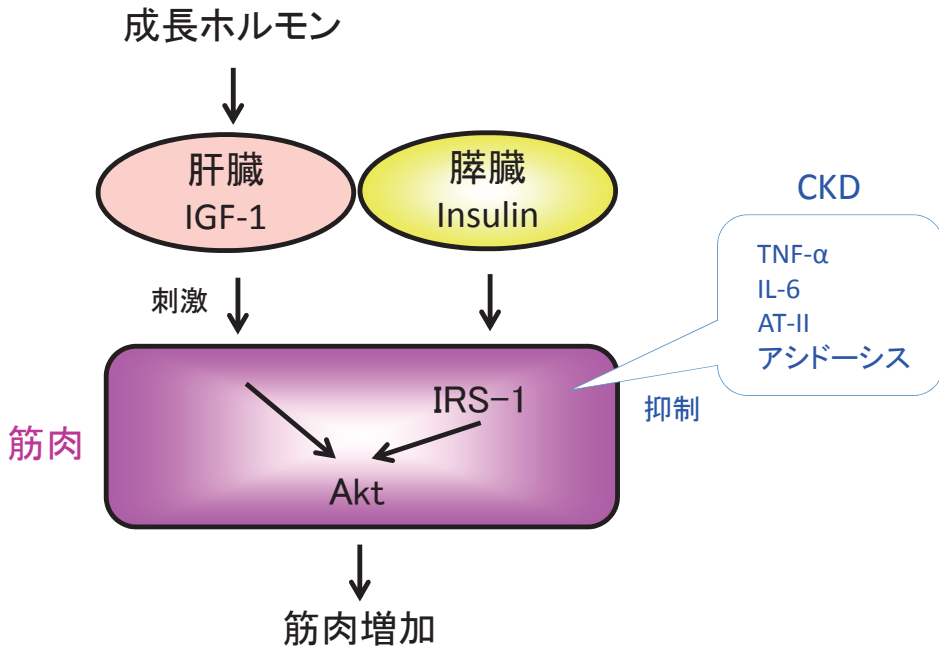 成長ホルモン
肝臓
IGF-1
膵臓
Insulin
CKD
TNF-α
IL-6
AT-II
アシドーシス
刺激
IRS-1
抑制
筋肉
Akt
筋肉増加